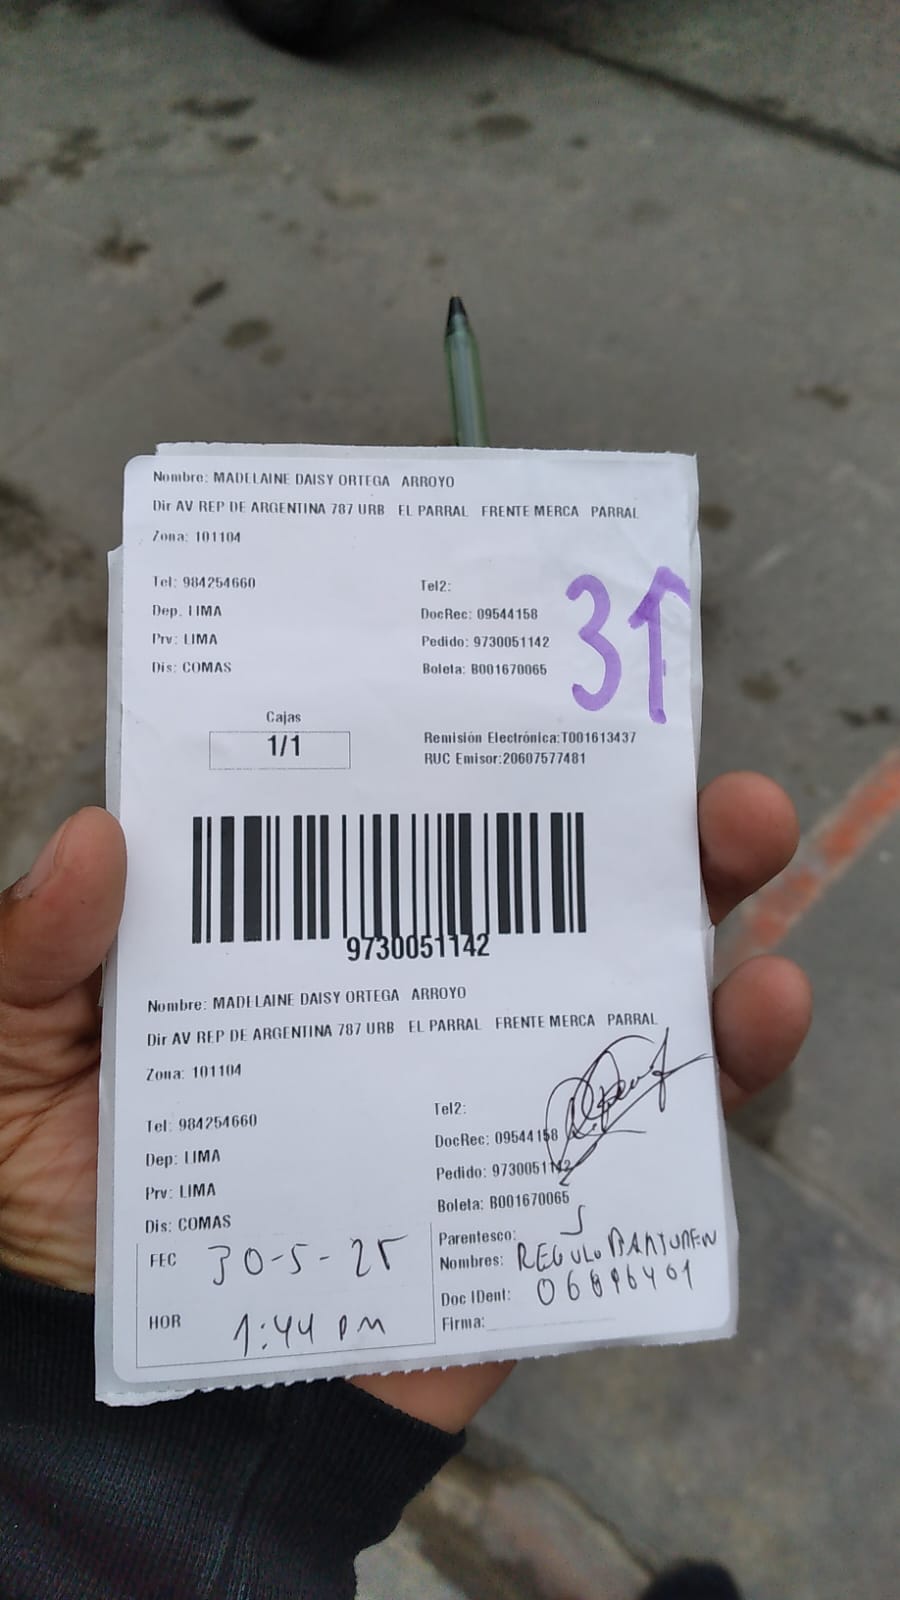 Nombre: MADELAINE DAISY ORTEGA ARROYO
Dir AV REP DE ARGENTINA 787 URB EL PARRAL FRENTE MERCA PARRAL
Zona: 101104
Tel: 984254660 Tel2:
Dep. LIMA DocRec: 09544158
Prv: LIMA Pedido: 9730051142
Dis: COMAS Boleta: B001670065
31
Cajas
1/1
Remisión Electrónica:T001613437
RUC Emisor:20607577481
9730051142
Nombre: MADELAINE DAISY ORTEGA ARROYO
Dir AV REP DE ARGENTINA 787 URB EL PARRAL FRENTE MERCA PARRAL
Zona: 101104
Tel: 984254660 Tel2:
Dep: LIMA DocRec: 09544158
Prv: LIMA Pedido: 9730051142
Dis: COMAS Boleta: B001670065
FEC 30-5-25
HOR 1:44 PM
Parentesco:
Nombres: REGULO
Doc IDent:
Firma: